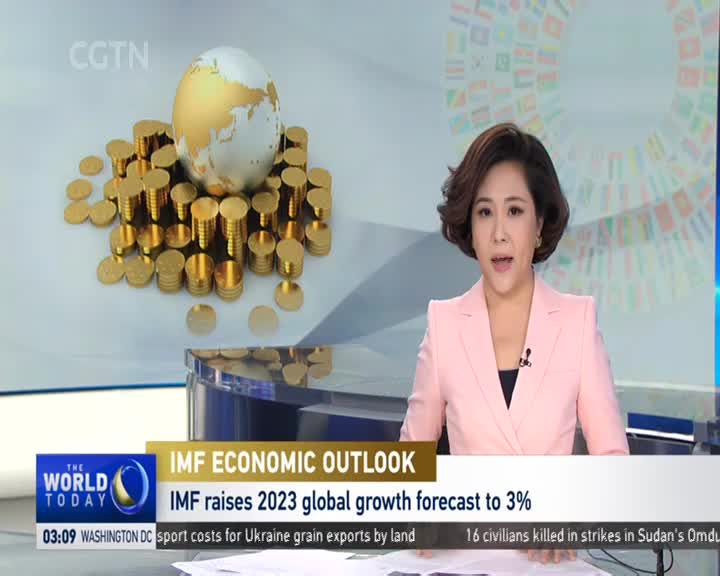 CGTN
IMF ECONOMIC OUTLOOK
THE
WORLD
TODAY
IMF raises 2023 global growth forecast to 3%
03:09 WASHINGTON DC
sport costs for Ukraine grain exports by land 16 civilians killed in strikes in Sudan's Omdu